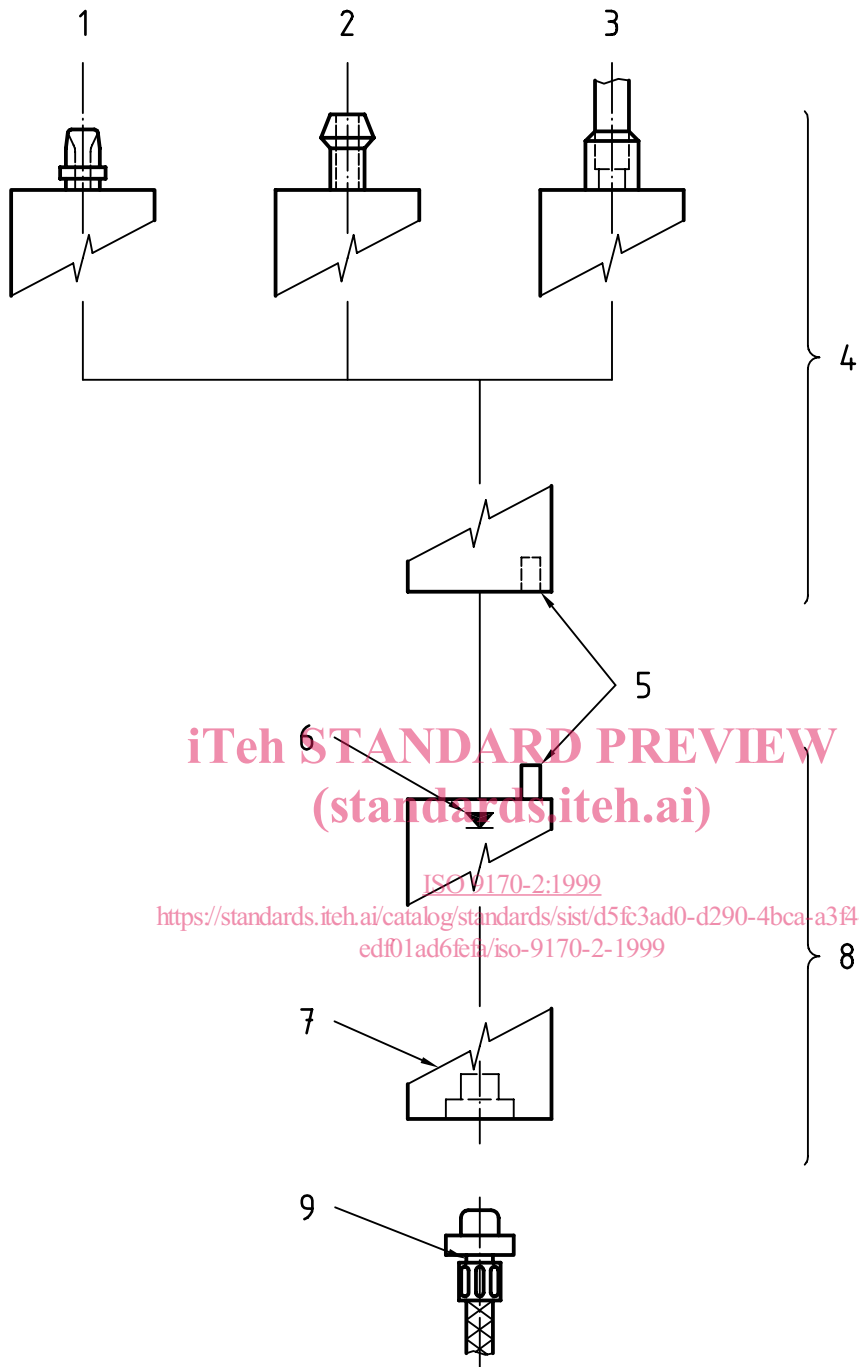 1 2 3
4
5
6
iTeh STANDARD PREVIEW
(standards.iteh.ai)
ISO 9170-2:1999
https://standards.iteh.ai/catalog/standards/sist/d5fc3ad0-d290-4bca-a3f4
edf01ad6fefa/iso-9170-2-1999
8
7
9